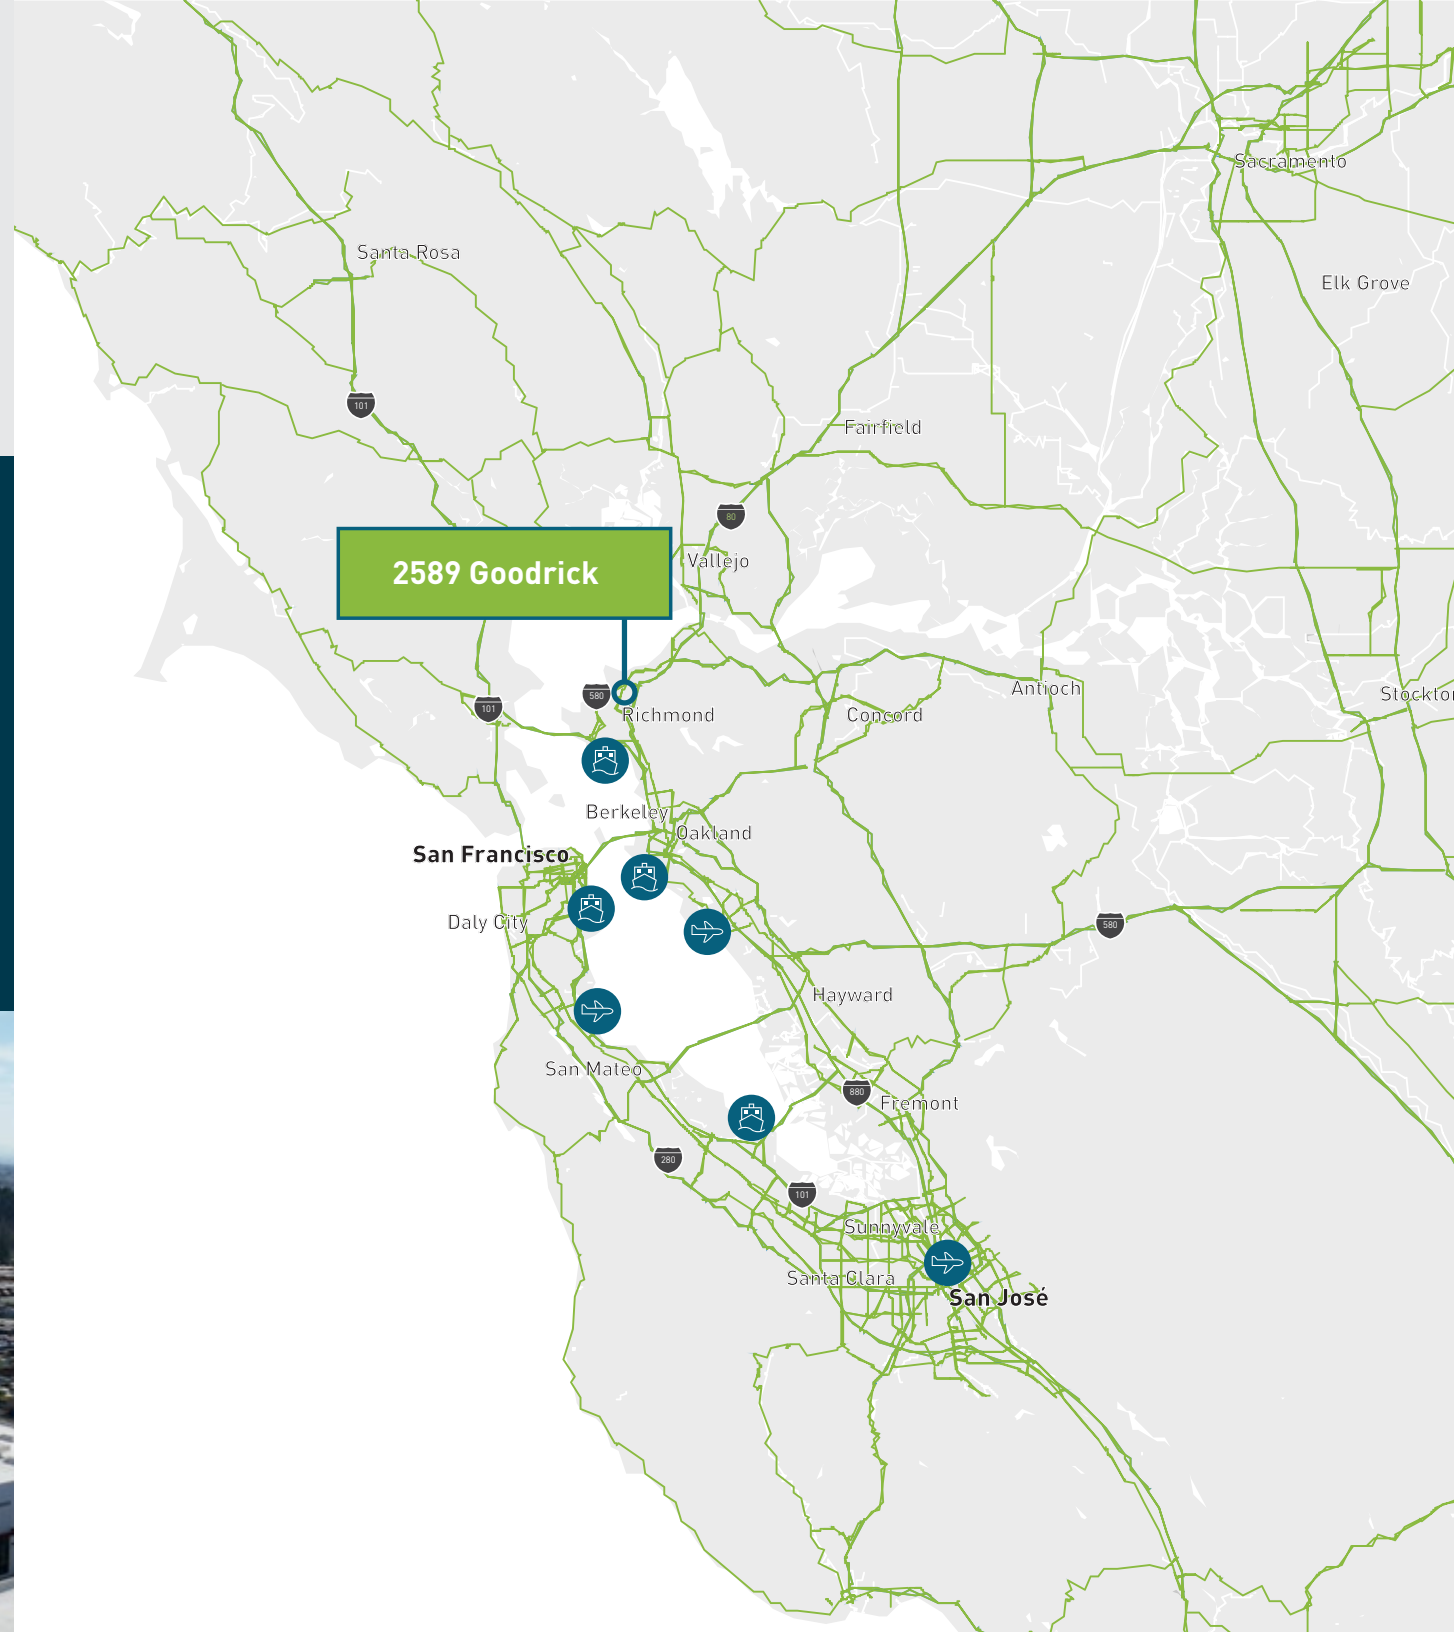 Sacramento
Santa Rosa
Elk Grove
101
Fairfield
80
Vallejo
2589 Goodrick
580
Antioch
Stockton
101
Richmond
Concord
Berkeley
Oakland
San Francisco
Daly City
580
Hayward
San Mateo
880
Fremont
280
101
Sunnyvale
Santa Clara
San José